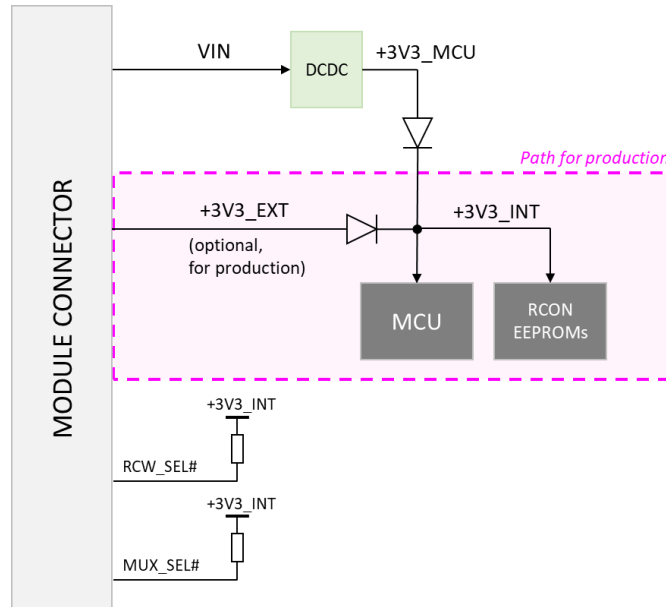 MODULE CONNECTOR
VIN
DCDC
+3V3_MCU
Path for production
+3V3_EXT
(optional,
for production)
+3V3_INT
MCU
RCON
EEPROMs
+3V3_INT
RCW_SEL#
+3V3_INT
MUX_SEL#